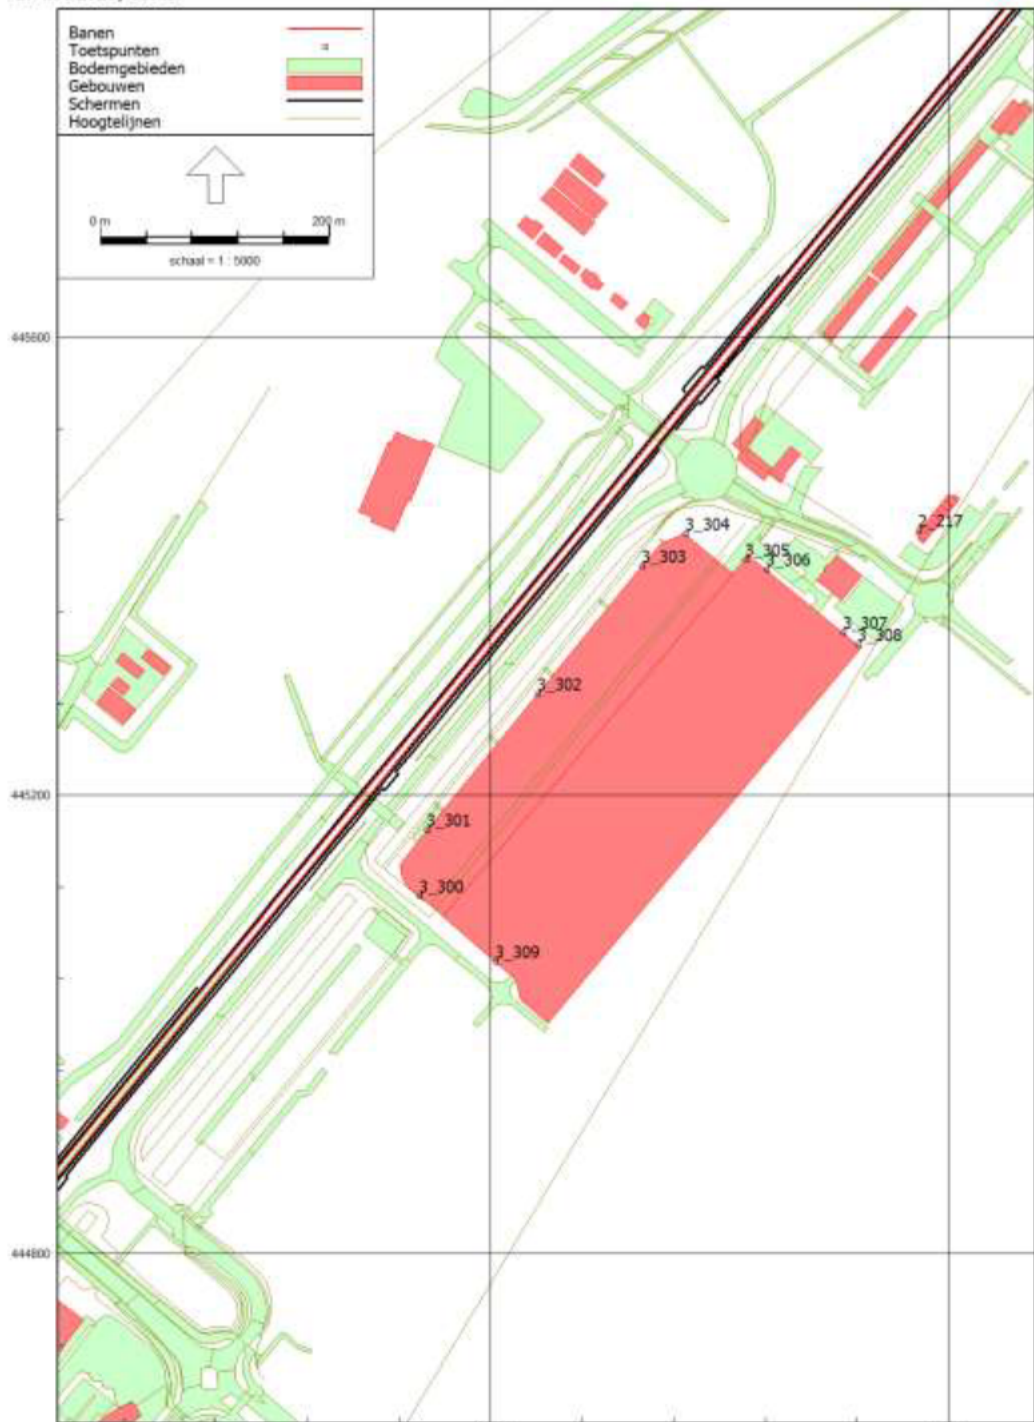 Banen
Toetspunten
Bodemgebieden
Gebouwen
Schermen
Hoogtelijnen
0 m 200 m
schaal = 1 : 5000
445600
2_217
3_304
3_303
3_305
3_306
3_307
3_308
3_302
445200
3_301
3_300
3_309
444800